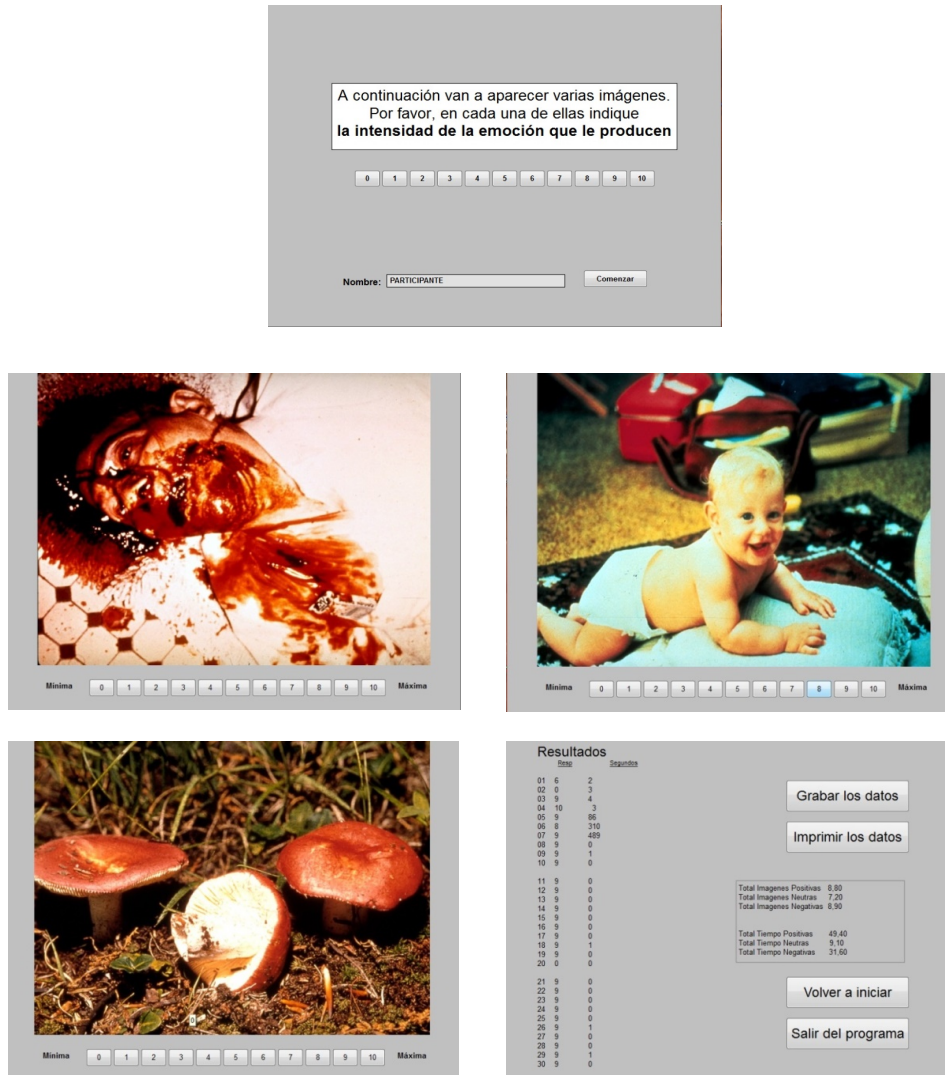 A continuación van a aparecer varias imágenes.
Por favor, en cada una de ellas indique
la intensidad de la emoción que le producen
0 1 2 3 4 5 6 7 8 9 10
Nombre: PARTICIPANTE Comenzar
Mínima 0 1 2 3 4 5 6 7 8 9 10 Máxima
Mínima 0 1 2 3 4 5 6 7 8 9 10 Máxima
0
Mínima 0 1 2 3 4 5 6 7 8 9 10 Máxima
Resultados
Resp Segundos
01 6 2
02 0 3
03 9 4
04 10 3
05 9 86
06 8 310
07 9 489
08 9 0
09 9 1
10 9 0
11 9 0
12 9 0
13 9 0
14 9 0
15 9 0
16 9 0
17 9 0
18 9 1
19 9 0
20 0 0
21 9 0
22 9 0
23 9 0
24 9 0
25 9 0
26 9 1
27 9 0
28 9 0
29 9 1
30 9 0
Grabar los datos
Imprimir los datos
Total Imagenes Positivas 8,80
Total Imagenes Neutras 7,20
Total Imagenes Negativas 8,90
Total Tiempo Positivas 49,40
Total Tiempo Neutras 9,10
Total Tiempo Negativas 31,60
Volver a iniciar
Salir del programa